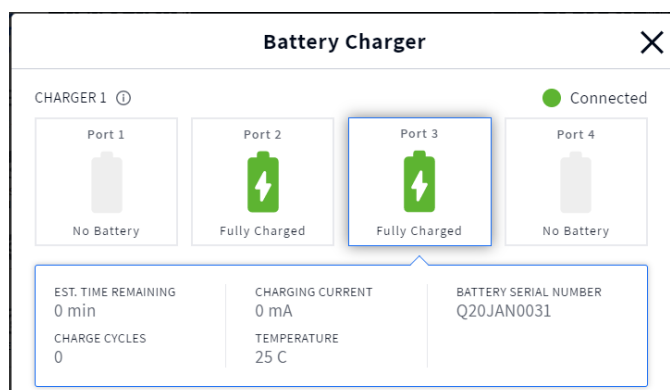 Battery Charger
CHARGER 1
Connected
Port 1
Port 2
Port 3
Port 4
No Battery
Fully Charged
Fully Charged
No Battery
EST. TIME REMAINING
0 min
CHARGING CURRENT
0 mA
BATTERY SERIAL NUMBER
Q20JAN0031
CHARGE CYCLES
0
TEMPERATURE
25 C